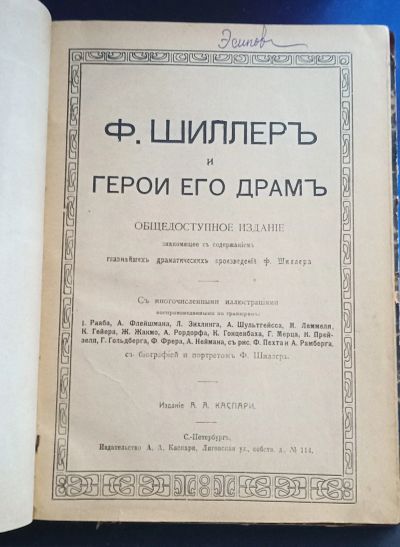 Эсипов
Ф. ШИЛЛЕРЪ
И
ГЕРОИ ЕГО ДРАМЪ
ОБЩЕДОСТУПНОЕ ИЗДАНІЕ
знакомящее съ содержаніемъ
главнѣйшихъ драматическихъ произведеній Ф. Шиллера
Съ многочисленными иллюстраціями
воспроизведенными по гравюрамъ:
І. Рааба, А. Флейшмана, Л. Зихлинга, А. Шультгейсса, И. Леммеля,
К. Гейера, Ж. Жакмо, А. Рордорфа, К. Гонценбаха, Г. Мерца, К. Прей-
зеля, Г. Гольдберга, Ф. Фрера, А. Неймана, съ рис. Ф. Пехта и А. Рамберга,
съ біографіей и портретомъ Ф. Шиллера.
Изданіе А. А. КАСПАРИ.
С.-Петербургъ.
Издательство А. А. Каспари, Лиговская ул., собств. д. № 114.